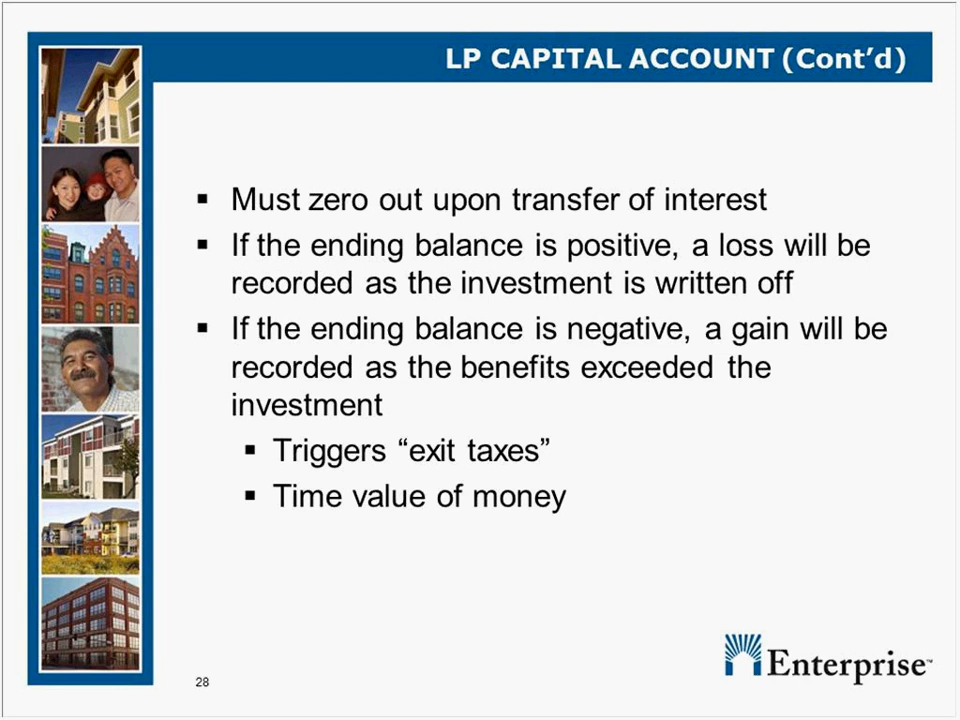 LP CAPITAL ACCOUNT (Cont’d)
▪ Must zero out upon transfer of interest
▪ If the ending balance is positive, a loss will be
recorded as the investment is written off
▪ If the ending balance is negative, a gain will be
recorded as the benefits exceeded the
investment
▪ Triggers “exit taxes”
▪ Time value of money
Enterprise™
28